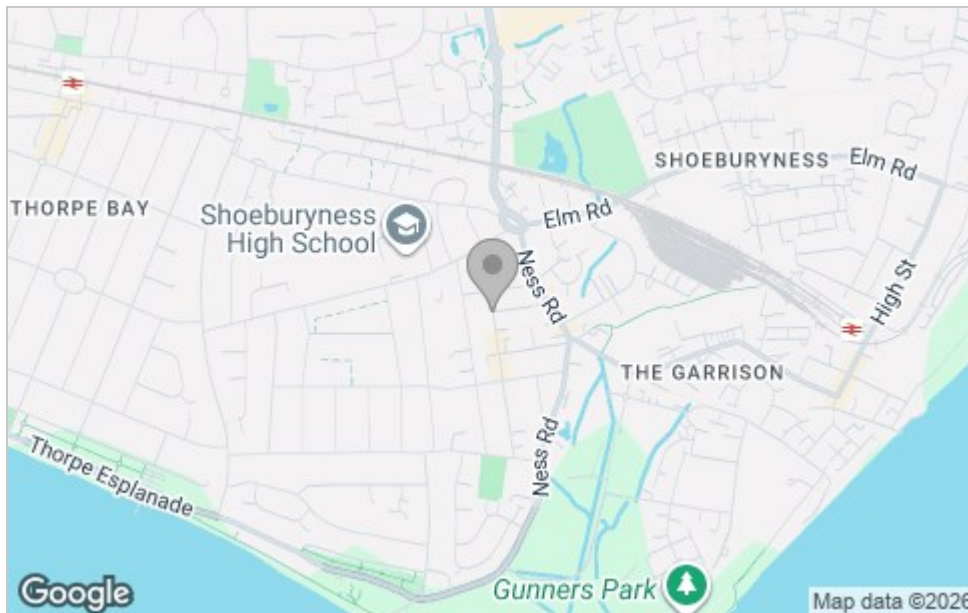 SHOEBURYNESS
Elm Rd
THORPE BAY
Shoeburyness
High School
Elm Rd
Ness Rd
High St
THE GARRISON
Thorpe Esplanade
Ness Rd
Gunners Park
Google
Map data ©2026